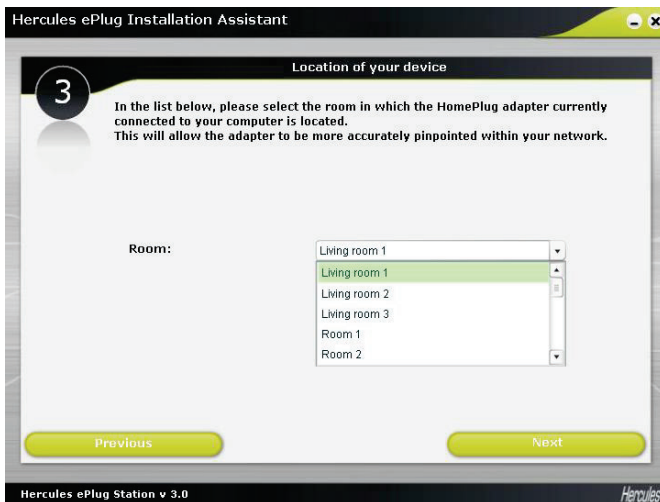 Hercules ePlug Installation Assistant
Location of your device
3
In the list below, please select the room in which the HomePlug adapter currently
connected to your computer is located.
This will allow the adapter to be more accurately pinpointed within your network.
Room:
Living room 1
Living room 1
Living room 2
Living room 3
Room 1
Room 2
Previous
Next
Hercules ePlug Station v 3.0
Hercules